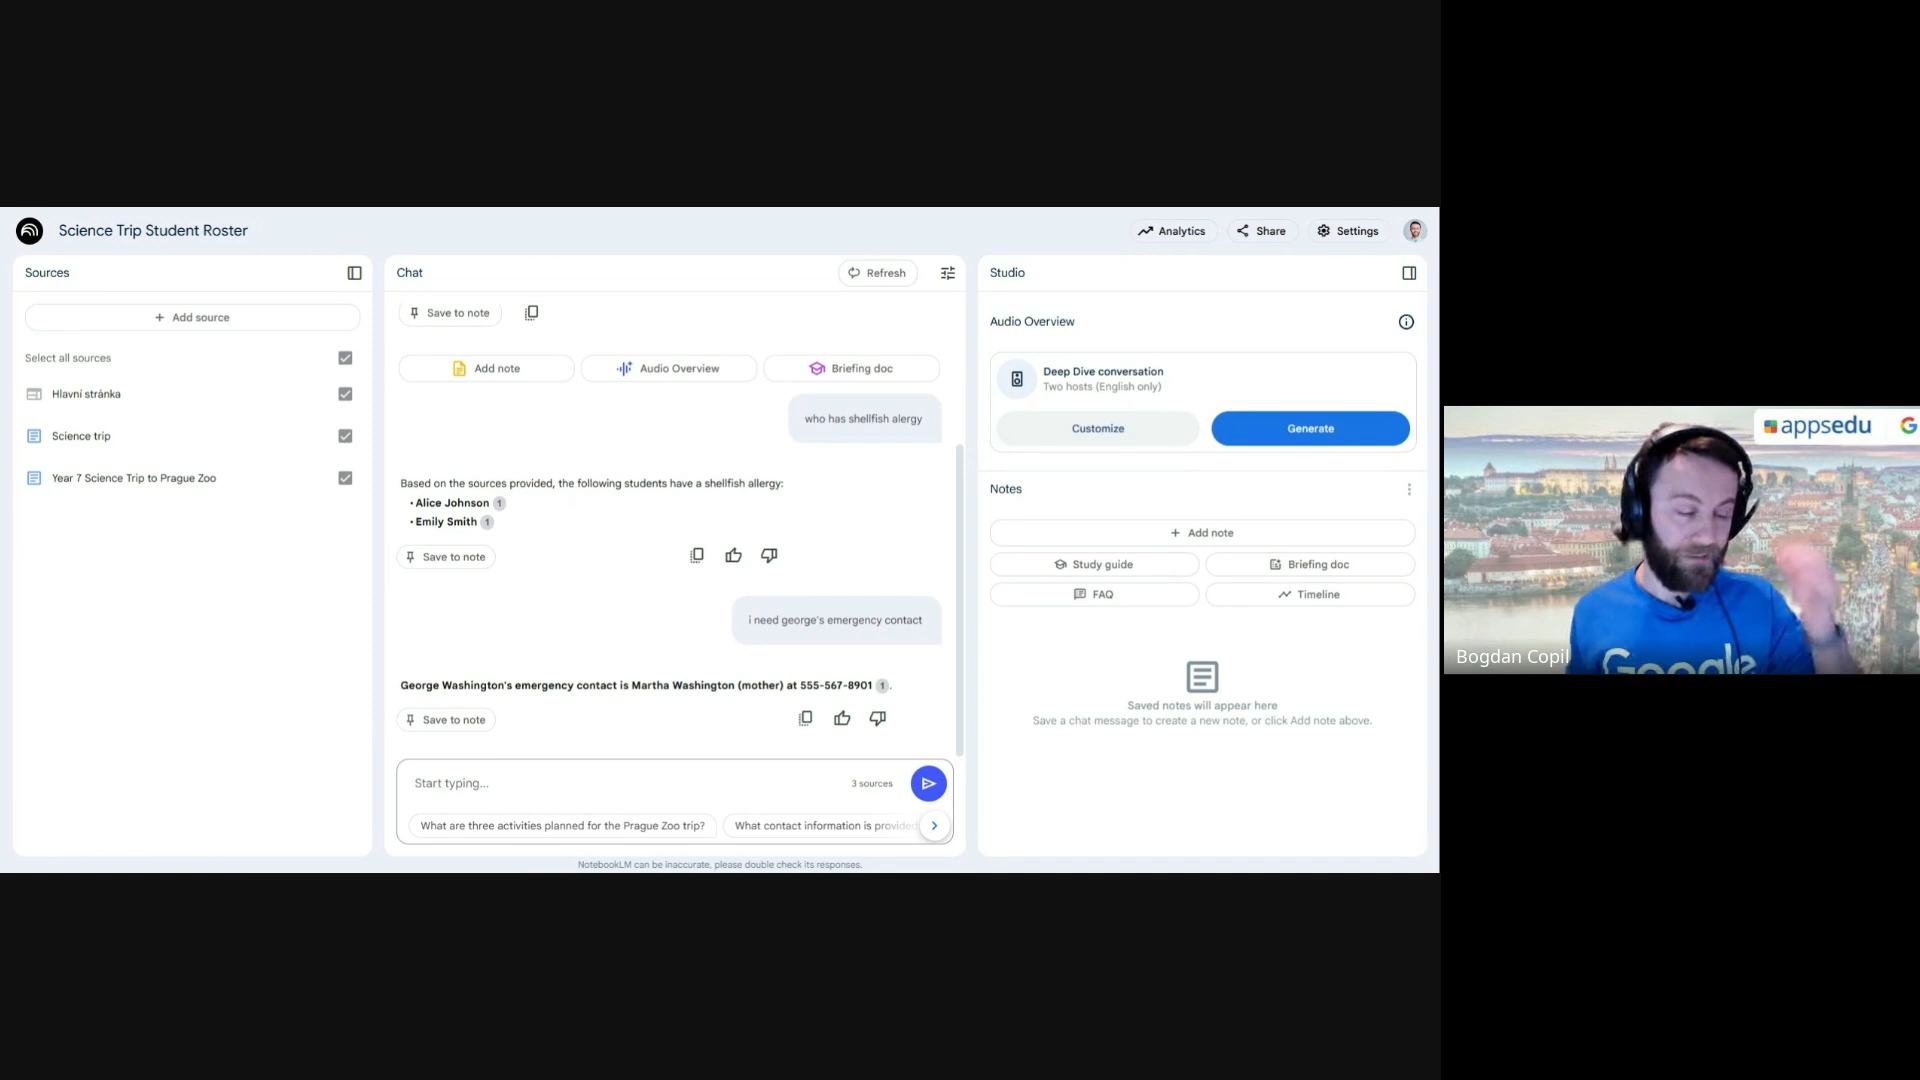 Science Trip Student Roster
Analytics
Share
Settings
Sources
Add source
Select all sources
Hlavní stránka
Science trip
Year 7 Science Trip to Prague Zoo
Chat
Refresh
Save to note
Add note
Audio Overview
Briefing doc
who has shellfish alergy
Based on the sources provided, the following students have a shellfish allergy:
• Alice Johnson 1
• Emily Smith 1
Save to note
i need george's emergency contact
George Washington's emergency contact is Martha Washington (mother) at 555-567-8901 1.
Save to note
Start typing...
3 sources
What are three activities planned for the Prague Zoo trip?
What contact information is provided
NotebookLM can be inaccurate, please double check its responses.
Studio
Audio Overview
Deep Dive conversation
Two hosts (English only)
Customize
Generate
Notes
+ Add note
Study guide
Briefing doc
FAQ
Timeline
Saved notes will appear here
Save a chat message to create a new note, or click Add note above.
appsedu
G
Google
Bogdan Copil